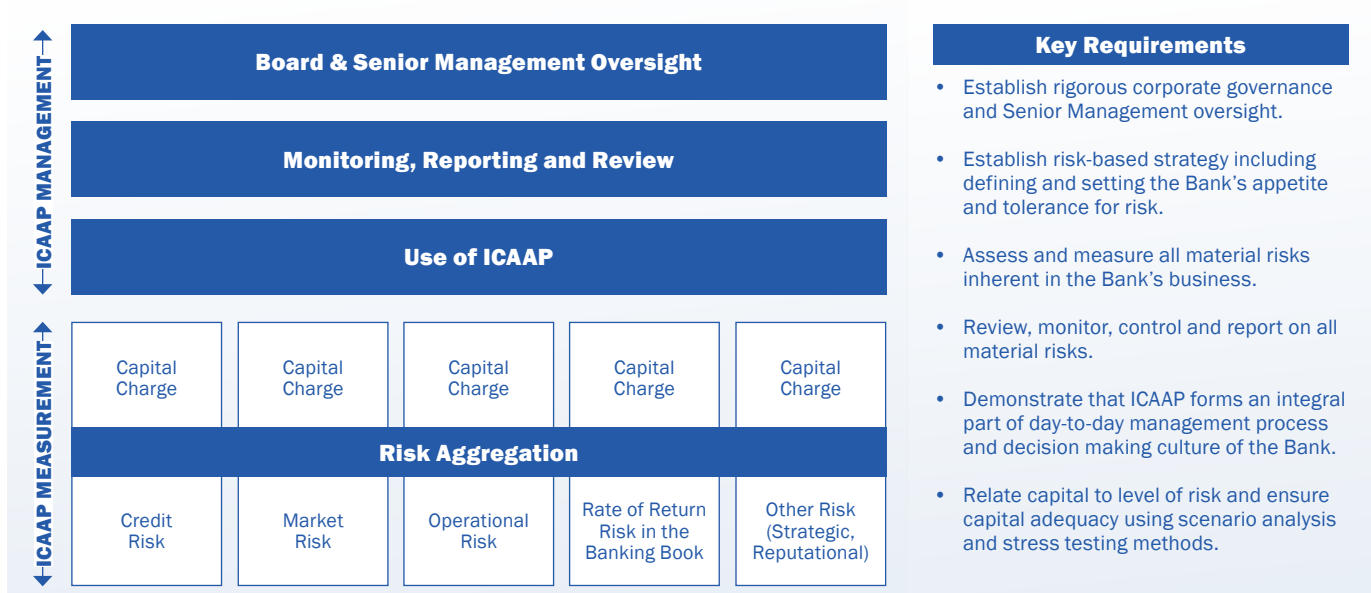 ICAAP MANAGEMENT
Board & Senior Management Oversight
Monitoring, Reporting and Review
Use of ICAAP
ICAAP MEASUREMENT
Capital
Charge
Capital
Charge
Capital
Charge
Capital
Charge
Capital
Charge
Risk Aggregation
Credit
Risk
Market
Risk
Operational
Risk
Rate of Return
Risk in the
Banking Book
Other Risk
(Strategic,
Reputational)
Key Requirements
• Establish rigorous corporate governance
and Senior Management oversight.
• Establish risk-based strategy including
defining and setting the Bank’s appetite
and tolerance for risk.
• Assess and measure all material risks
inherent in the Bank’s business.
• Review, monitor, control and report on all
material risks.
• Demonstrate that ICAAP forms an integral
part of day-to-day management process
and decision making culture of the Bank.
• Relate capital to level of risk and ensure
capital adequacy using scenario analysis
and stress testing methods.